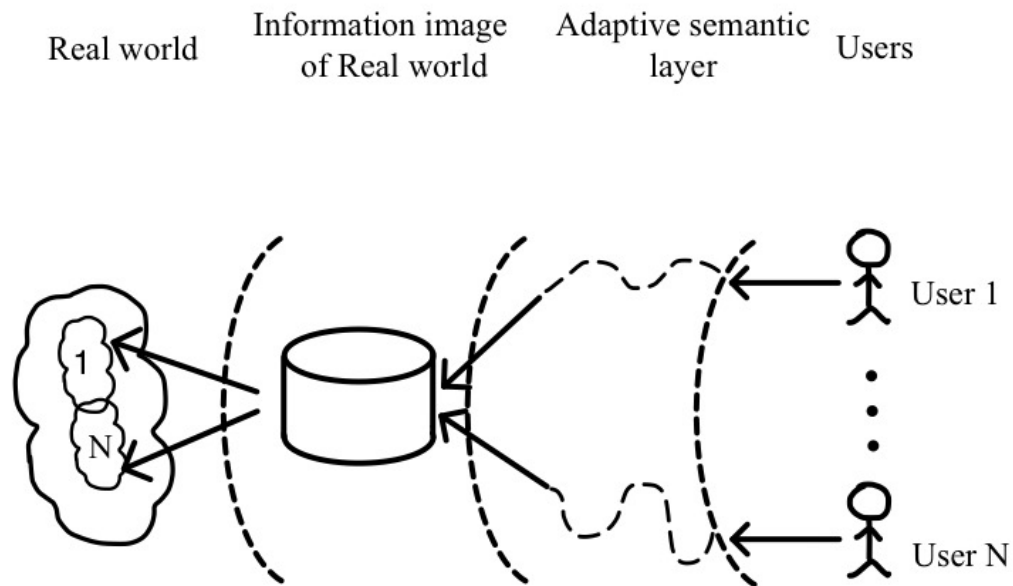 Real world
Information image
of Real world
Adaptive semantic
layer
Users
1
N
User 1
User N